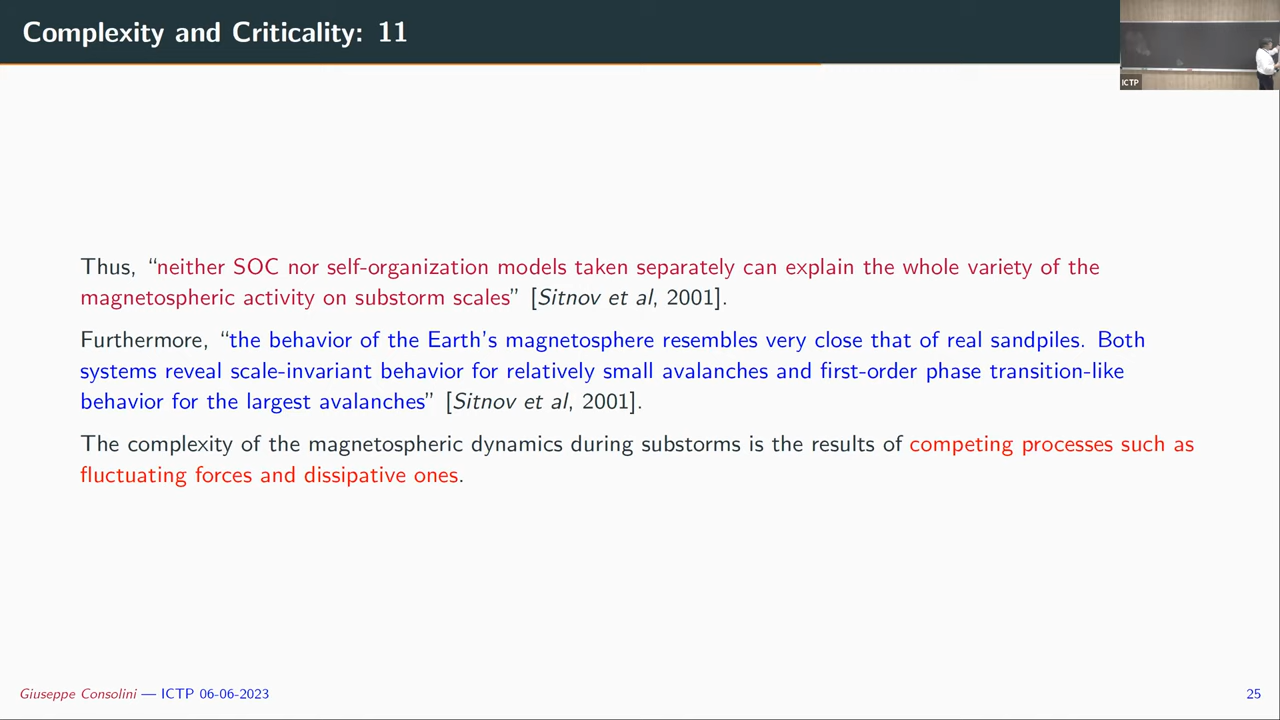 Complexity and Criticality: 11
ICTP
Thus, “neither SOC nor self-organization models taken separately can explain the whole variety of the
magnetospheric activity on substorm scales” [Sitnov et al, 2001].
Furthermore, “the behavior of the Earth’s magnetosphere resembles very close that of real sandpiles. Both
systems reveal scale-invariant behavior for relatively small avalanches and first-order phase transition-like
behavior for the largest avalanches” [Sitnov et al, 2001].
The complexity of the magnetospheric dynamics during substorms is the results of competing processes such as
fluctuating forces and dissipative ones.
Giuseppe Consolini — ICTP 06-06-2023
25